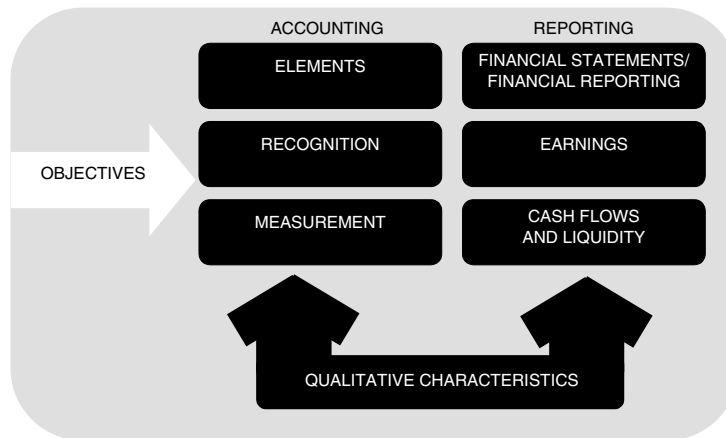 ACCOUNTING
REPORTING
ELEMENTS
FINANCIAL STATEMENTS/
FINANCIAL REPORTING
RECOGNITION
EARNINGS
OBJECTIVES
MEASUREMENT
CASH FLOWS
AND LIQUIDITY
QUALITATIVE CHARACTERISTICS